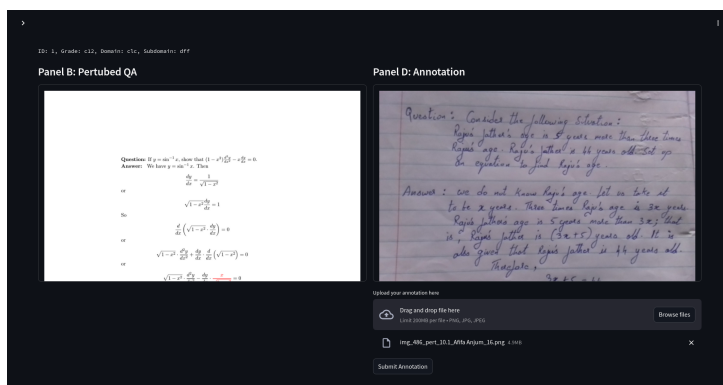 ID: 1, Grade: c12, Domain: clc, Subdomain: dff
Panel B: Pertubed QA
Question: If y = sin⁻¹ x, show that (1 − x²) d²y/dx² − x dy/dx = 0.
Answer: We have y = sin⁻¹ x. Then
dy/dx = 1/√(1 − x²)
or
√(1 − x²) dy/dx = 1
So
d/dx (√(1 − x²) · dy/dx) = 0
or
√(1 − x²) · d²y/dx² + dy/dx · d/dx (√(1 − x²)) = 0
or
√(1 − x²) · d²y/dx² − dy/dx · = 0
Panel D: Annotation
Question : Consider the following Situation :
Raju's father's age is 5 years more than three times
Raju's age. Raju's father is 44 years old. Set up
an equation to find Raju's age.
Answer : We do not know Raju's age. Let us take it
to be x years. Three times Raju's age is 3x years
Raju's father's age is 5 years more than 3x; that
is, Raju's father is (3x+5) years old. It is
also given that Raju's father is 44 years old.
Therefore,
3x+5 = 44
Upload your annotation here
Drag and drop file here
Limit 200MB per file • PNG, JPG, JPEG
Browse files
img_486_pert_10.1_Afifa Anjum_16.png 4.9MB
Submit Annotation